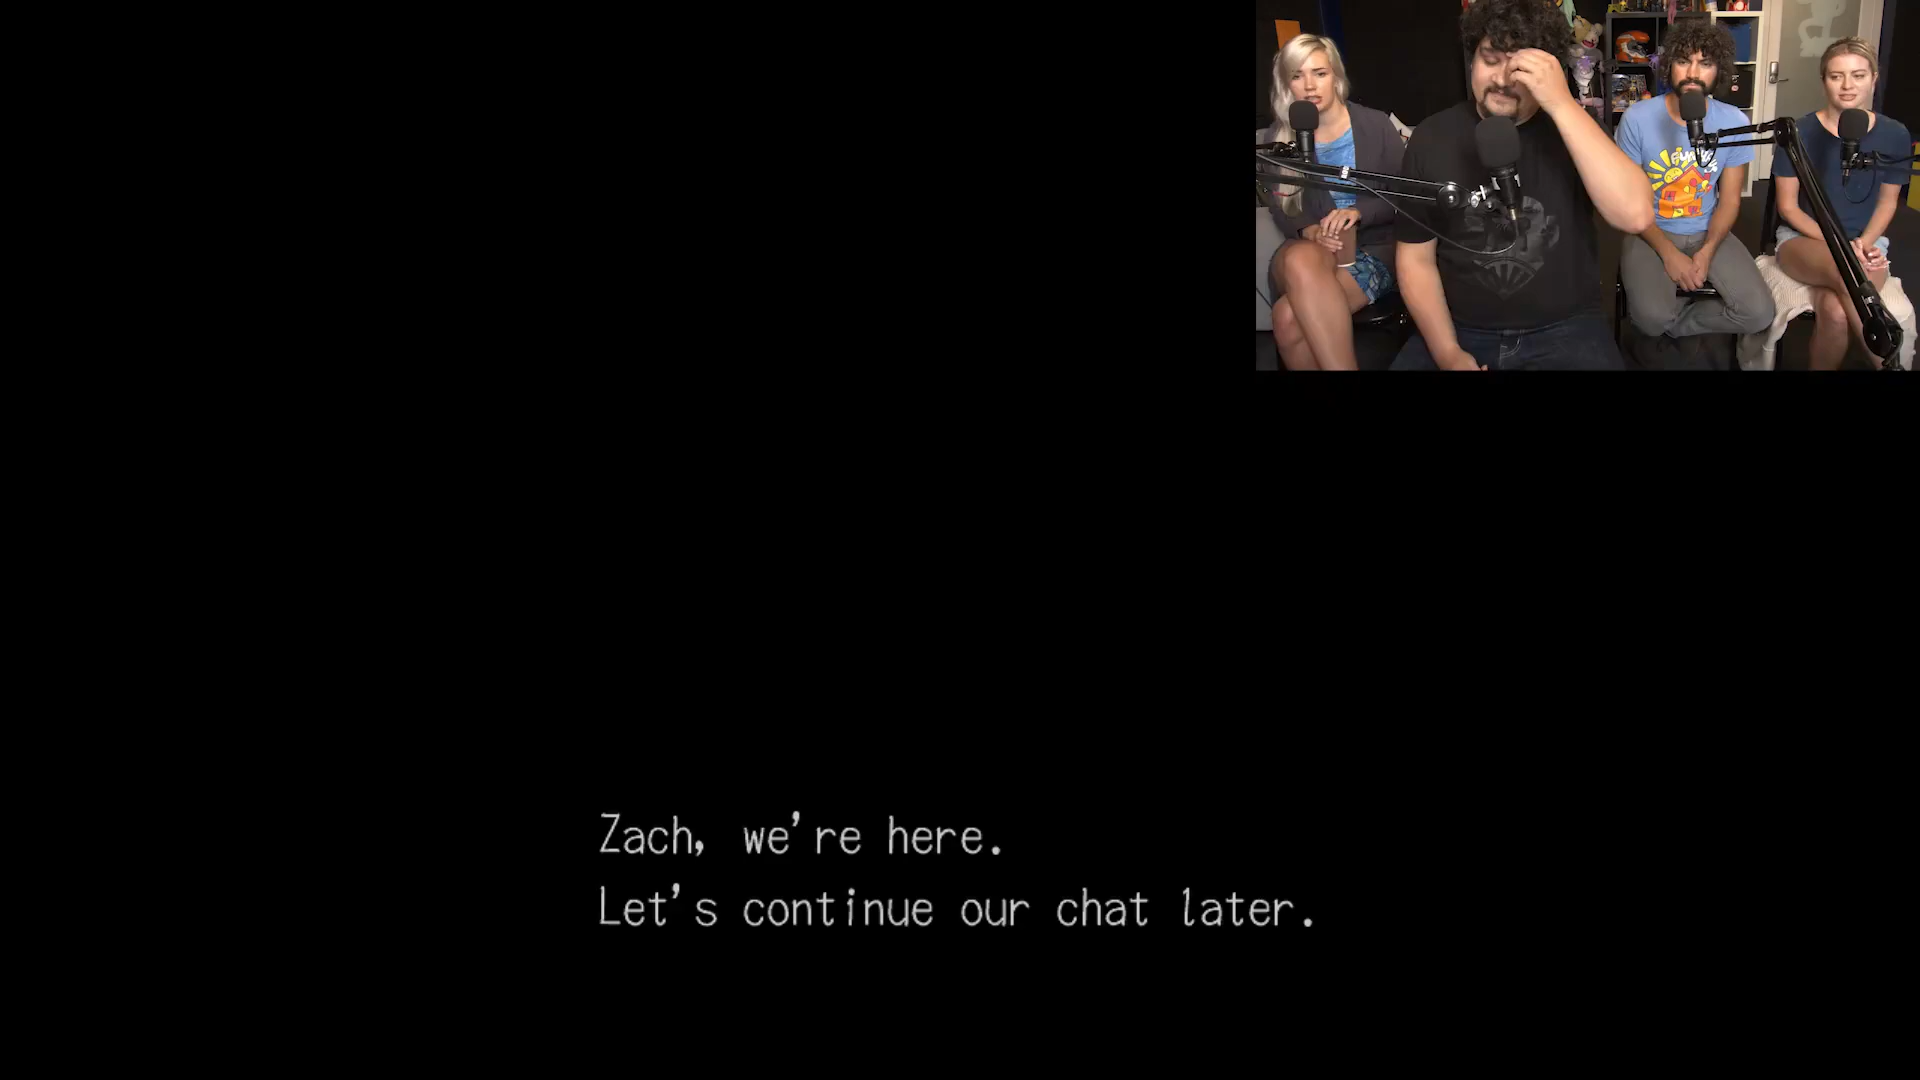 Zach, we're here.
Let's continue our chat later.